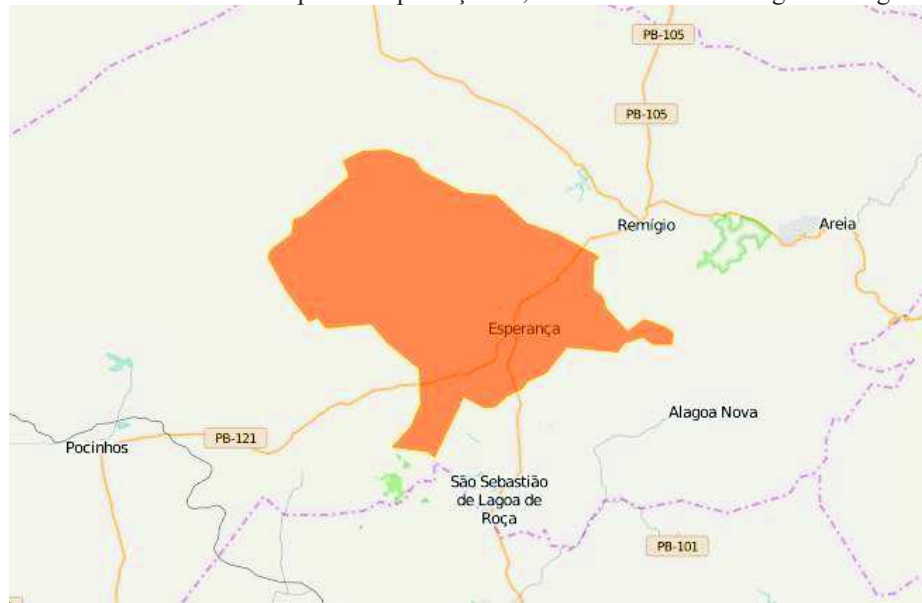 PB-105
PB-105
Remígio
Areia
Esperança
Alagoa Nova
PB-121
Pocinhos
São Sebastião
de Lagoa de
Roça
PB-101